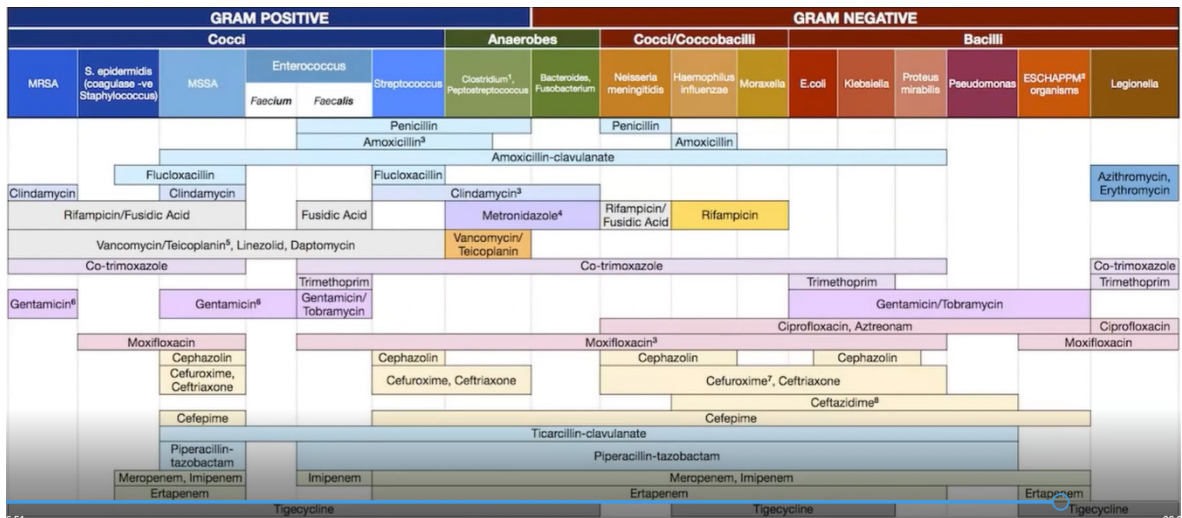 GRAM POSITIVE GRAM NEGATIVE
Cocci Anaerobes Cocci/Coccobacilli Bacilli
MRSA
S. epidermidis
(coagulase -ve
Staphylococcus)
MSSA
Enterococcus
Faecium Faecalis
Streptococcus
Clostridium¹,
Peptostreptococcus
Bacteroides,
Fusobacterium
Neisseria
meningitidis
Haemophilus
influenzae
Moraxella
E.coli
Klebsiella
Proteus
mirabilis
Pseudomonas
ESCHAPPM²
organisms
Legionella
Penicillin Penicillin
Amoxicillin³ Amoxicillin
Amoxicillin-clavulanate
Flucloxacillin Flucloxacillin
Azithromycin,
Erythromycin
Clindamycin Clindamycin Clindamycin³
Rifampicin/Fusidic Acid Fusidic Acid Metronidazole⁴
Rifampicin/
Fusidic Acid
Rifampicin
Vancomycin/Teicoplanin⁵, Linezolid, Daptomycin
Vancomycin/
Teicoplanin
Co-trimoxazole Co-trimoxazole Co-trimoxazole
Trimethoprim Trimethoprim Trimethoprim
Gentamicin⁶ Gentamicin⁶
Gentamicin/
Tobramycin
Gentamicin/Tobramycin
Ciprofloxacin, Aztreonam Ciprofloxacin
Moxifloxacin Moxifloxacin³ Moxifloxacin
Cephazolin Cephazolin Cephazolin Cephazolin
Cefuroxime,
Ceftriaxone
Cefuroxime, Ceftriaxone Cefuroxime⁷, Ceftriaxone
Ceftazidime⁸
Cefepime Cefepime
Ticarcillin-clavulanate
Piperacillin-
tazobactam
Piperacillin-tazobactam
Meropenem, Imipenem Imipenem Meropenem, Imipenem
Ertapenem Ertapenem Ertapenem
Tigecycline Tigecycline Tigecycline